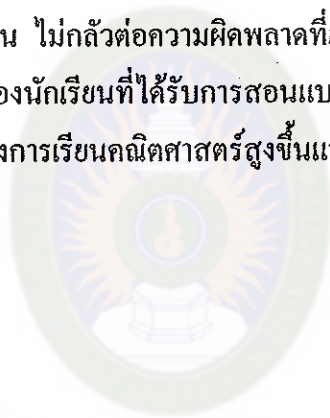 น ไม่กลัวต่อความผิดพลาดที่
องนักเรียนที่ได้รับการสอนแบ
งการเรียนคณิตศาสตร์สูงขึ้นแ